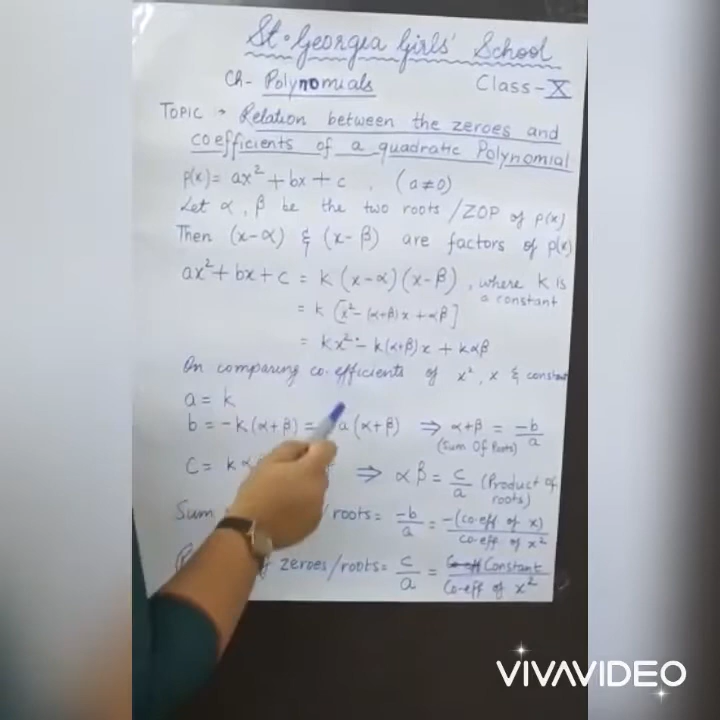 St. Georgia Girls' School
Ch- Polynomials Class-X
TOPIC → Relation between the zeroes and
coefficients of a quadratic Polynomial
p(x)= ax² + bx + c , (a≠0)
Let α, β be the two roots/ZOP of p(x)
Then (x-α) & (x-β) are factors of p(x)
ax² + bx + c = k (x-α)(x-β), where k is
a constant
= k [x² - (α+β)x + αβ]
= kx² - k(α+β)x + kαβ
On comparing co-efficients of x², x & constant
a = k
b = -k(α+β) = a(α+β) ⇒ α+β = -b/a
(Sum Of Roots)
c = k α ⇒ αβ = c/a (Product of
roots)
Sum /roots = -b/a = -(co-eff of x)/co-eff of x²
zeroes/roots = c/a = Constant/Co-eff of x²
VIVAVIDEO